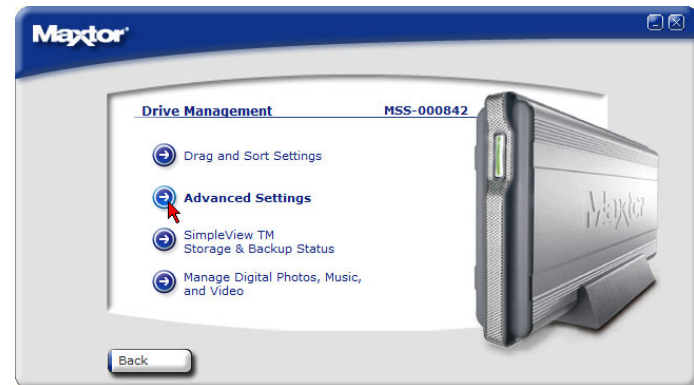 Maxtor
Drive Management MSS-000842
Drag and Sort Settings
Advanced Settings
SimpleView TM
Storage & Backup Status
Manage Digital Photos, Music,
and Video
Maxtor
Back